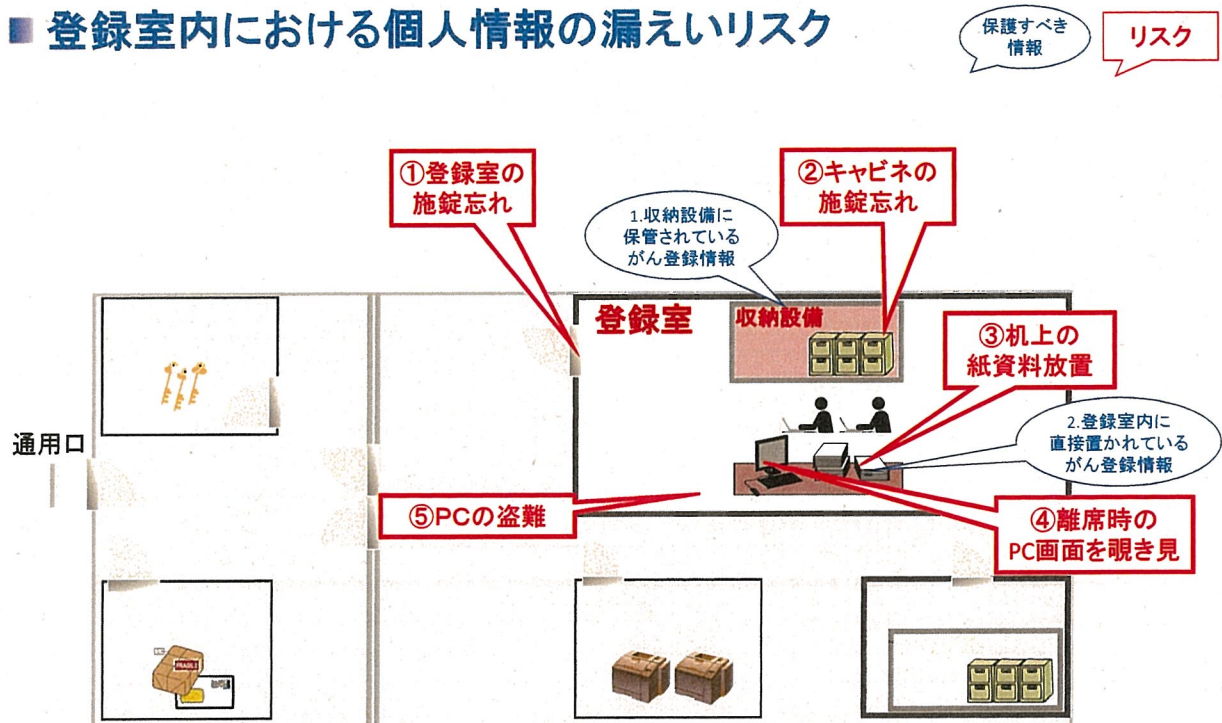 登録室内における個人情報の漏えいリスク
保護すべき
情報
リスク
①登録室の
施錠忘れ
②キャビネの
施錠忘れ
1.収納設備に
保管されている
がん登録情報
登録室
収納設備
③机上の
紙資料放置
通用口
2.登録室内に
直接置かれている
がん登録情報
⑤PCの盗難
④離席時の
PC画面を覗き見
FRAGILE